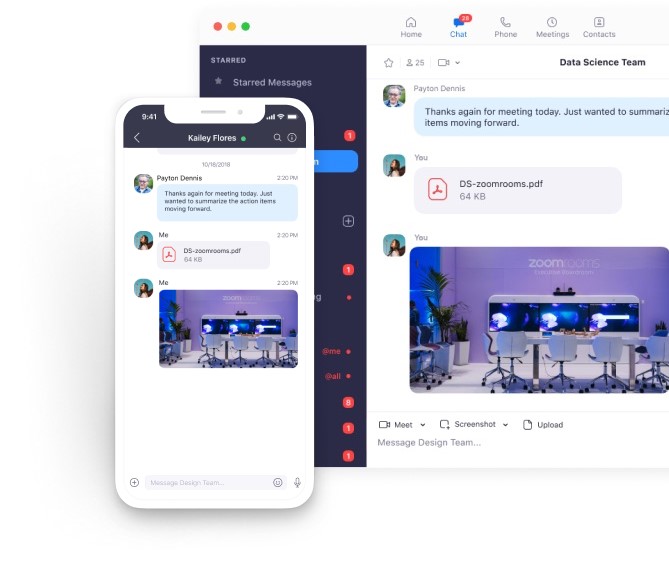 28
Home
Chat
Phone
Meetings
Contacts
STARRED
Starred Messages
25
Data Science Team
1
1
@me
@all
8
1
1
Payton Dennis
Thanks again for meeting today. Just wanted to
items moving forward.
You
DS-zoomrooms.pdf
64 KB
You
zoomrooms
Meet
Screenshot
Upload
Message Design Team...
9:41
Kailey Flores
10/18/2018
Payton Dennis
2:20 PM
Thanks again for meeting today. Just
wanted to summarize the action items
moving forward.
Me
2:20 PM
DS-zoomrooms.pdf
64 KB
Me
2:20 PM
zoomrooms
Message Design Team...